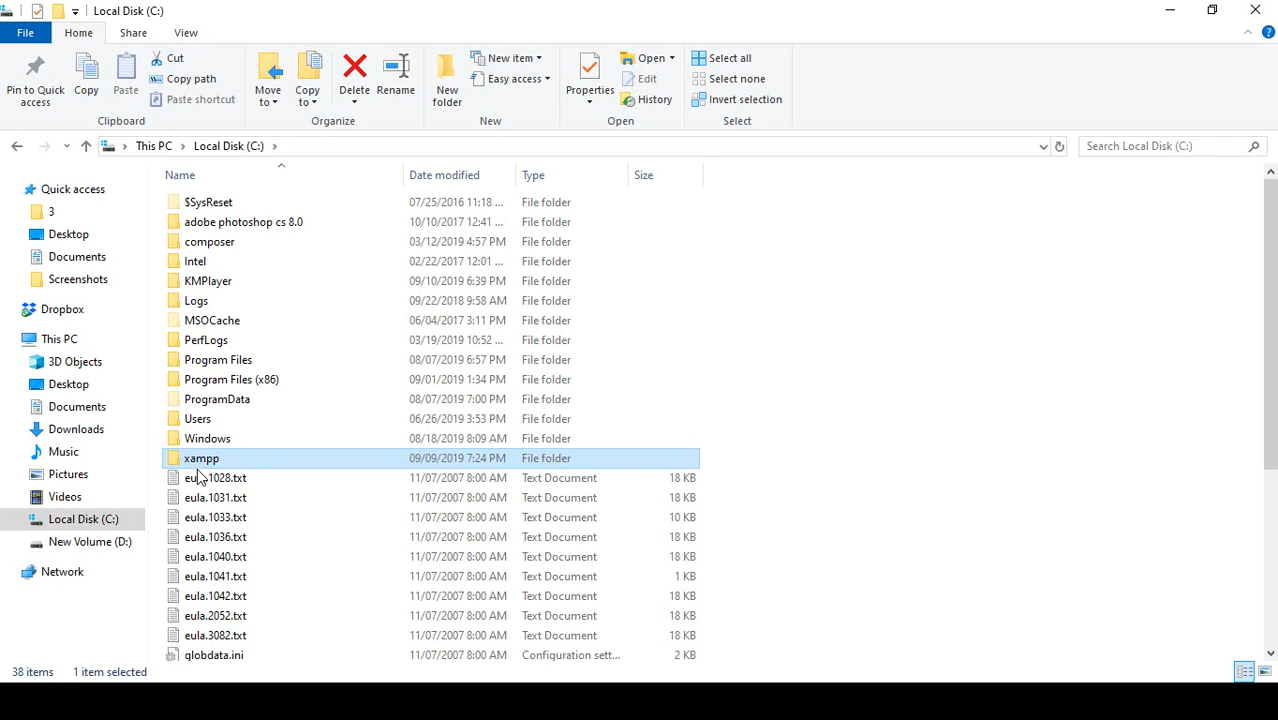 Local Disk (C:)
File Home Share View
Pin to Quick access
Copy
Paste
Cut
Copy path
Paste shortcut
Clipboard
Move to
Copy to
Delete
Rename
Organize
New folder
New item
Easy access
New
Properties
Open
Edit
History
Open
Select all
Select none
Invert selection
Select
This PC > Local Disk (C:) >
Search Local Disk (C:)
Quick access
3
Desktop
Documents
Screenshots
Dropbox
This PC
3D Objects
Desktop
Documents
Downloads
Music
Pictures
Videos
Local Disk (C:)
New Volume (D:)
Network
Name Date modified Type Size
$SysReset 07/25/2016 11:18 ... File folder
adobe photoshop cs 8.0 10/10/2017 12:41 ... File folder
composer 03/12/2019 4:57 PM File folder
Intel 02/22/2017 12:01 ... File folder
KMPlayer 09/10/2019 6:39 PM File folder
Logs 09/22/2018 9:58 AM File folder
MSOCache 06/04/2017 3:11 PM File folder
PerfLogs 03/19/2019 10:52 ... File folder
Program Files 08/07/2019 6:57 PM File folder
Program Files (x86) 09/01/2019 1:34 PM File folder
ProgramData 08/07/2019 7:00 PM File folder
Users 06/26/2019 3:53 PM File folder
Windows 08/18/2019 8:09 AM File folder
xampp 09/09/2019 7:24 PM File folder
eula.1028.txt 11/07/2007 8:00 AM Text Document 18 KB
eula.1031.txt 11/07/2007 8:00 AM Text Document 18 KB
eula.1033.txt 11/07/2007 8:00 AM Text Document 10 KB
eula.1036.txt 11/07/2007 8:00 AM Text Document 18 KB
eula.1040.txt 11/07/2007 8:00 AM Text Document 18 KB
eula.1041.txt 11/07/2007 8:00 AM Text Document 1 KB
eula.1042.txt 11/07/2007 8:00 AM Text Document 18 KB
eula.2052.txt 11/07/2007 8:00 AM Text Document 18 KB
eula.3082.txt 11/07/2007 8:00 AM Text Document 18 KB
globdata.ini 11/07/2007 8:00 AM Configuration sett... 2 KB
38 items 1 item selected